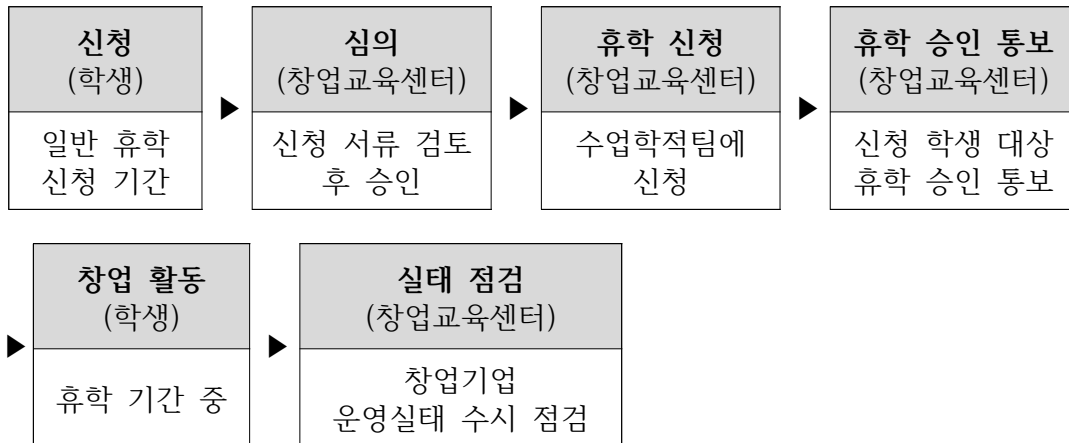 신청
(학생)
일반 휴학
신청 기간
▶
심의
(창업교육센터)
신청 서류 검토
후 승인
▶
휴학 신청
(창업교육센터)
수업학적팀에
신청
▶
휴학 승인 통보
(창업교육센터)
신청 학생 대상
휴학 승인 통보
▶
창업 활동
(학생)
휴학 기간 중
▶
실태 점검
(창업교육센터)
창업기업
운영실태 수시 점검